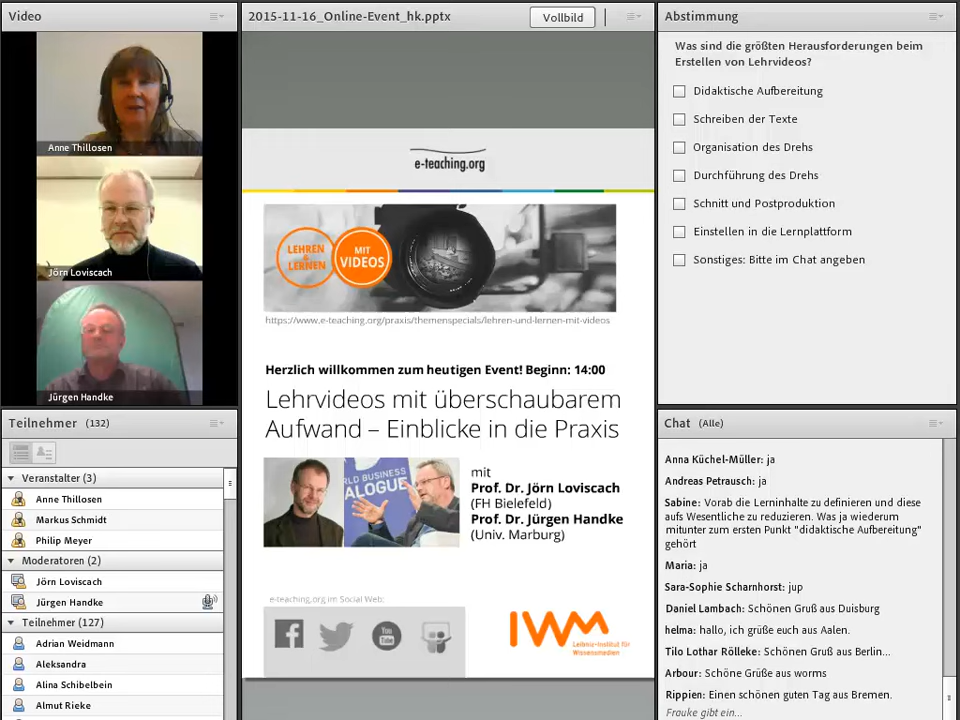 Video
Anne Thillosen
Jörn Loviscach
Jürgen Handke
Teilnehmer (132)
Veranstalter (3)
Anne Thillosen
Markus Schmidt
Philip Meyer
Moderatoren (2)
Jörn Loviscach
Jürgen Handke
Teilnehmer (127)
Adrian Weidmann
Aleksandra
Alina Schibelbein
Almut Rieke
2015-11-16_Online-Event_hk.pptx
Vollbild
e-teaching.org
LEHREN
&
LERNEN
MIT
VIDEOS
https://www.e-teaching.org/praxis/themenspecials/lehren-und-lernen-mit-videos
Herzlich willkommen zum heutigen Event! Beginn: 14:00
Lehrvideos mit überschaubarem
Aufwand – Einblicke in die Praxis
LD BUSINESS
ALOGUE
mit
Prof. Dr. Jörn Loviscach
(FH Bielefeld)
Prof. Dr. Jürgen Handke
(Univ. Marburg)
e-teaching.org im Social Web:
You
Tube
IWM
Leibniz-Institut für
Wissensmedien
Abstimmung
Was sind die größten Herausforderungen beim
Erstellen von Lehrvideos?
Didaktische Aufbereitung
Schreiben der Texte
Organisation des Drehs
Durchführung des Drehs
Schnitt und Postproduktion
Einstellen in die Lernplattform
Sonstiges: Bitte im Chat angeben
Chat (Alle)
Anna Küchel-Müller: ja
Andreas Petrausch: ja
Sabine: Vorab die Lerninhalte zu definieren und diese
aufs Wesentliche zu reduzieren. Was ja wiederum
mitunter zum ersten Punkt "didaktische Aufbereitung"
gehört
Maria: ja
Sara-Sophie Scharnhorst: jup
Daniel Lambach: Schönen Gruß aus Duisburg
helma: hallo, ich grüße euch aus Aalen.
Tilo Lothar Rölleke: Schönen Gruß aus Berlin...
Arbour: Schöne Grüße aus worms
Rippien: Einen schönen guten Tag aus Bremen.
Frauke gibt ein...